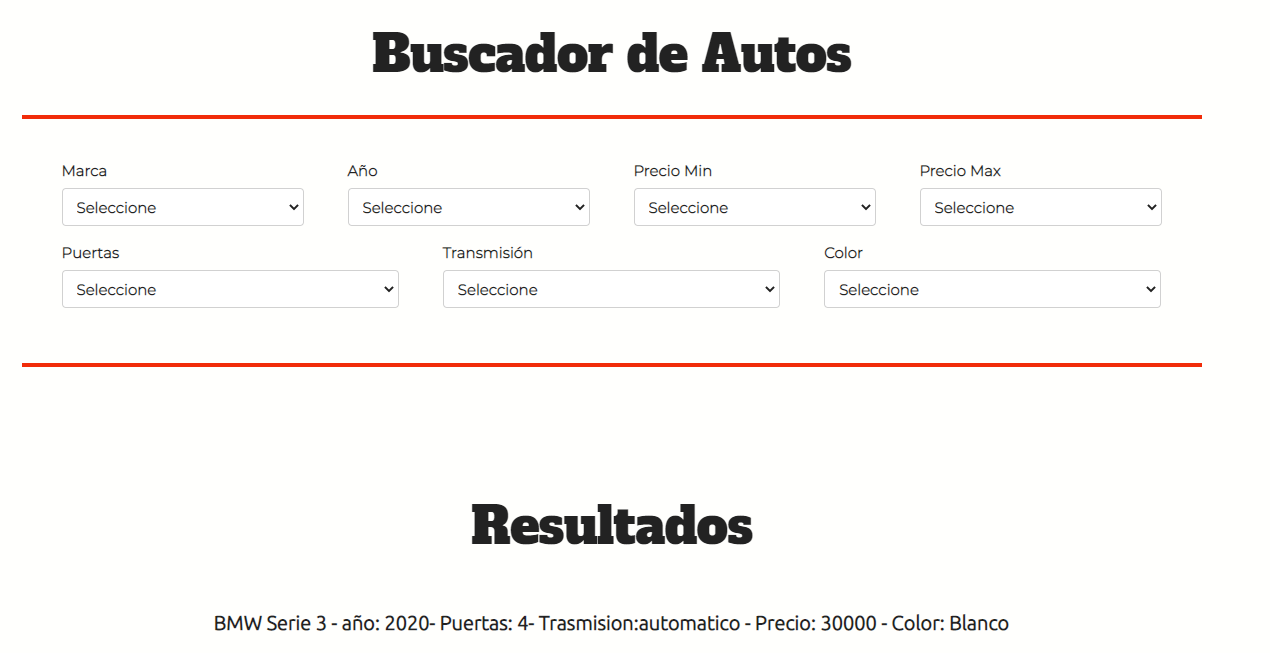 Buscador de Autos
Marca Año Precio Min Precio Max
Seleccione Seleccione Seleccione Seleccione
Puertas Transmisión Color
Seleccione Seleccione Seleccione
Resultados
BMW Serie 3 - año: 2020- Puertas: 4- Trasmision:automatico - Precio: 30000 - Color: Blanco